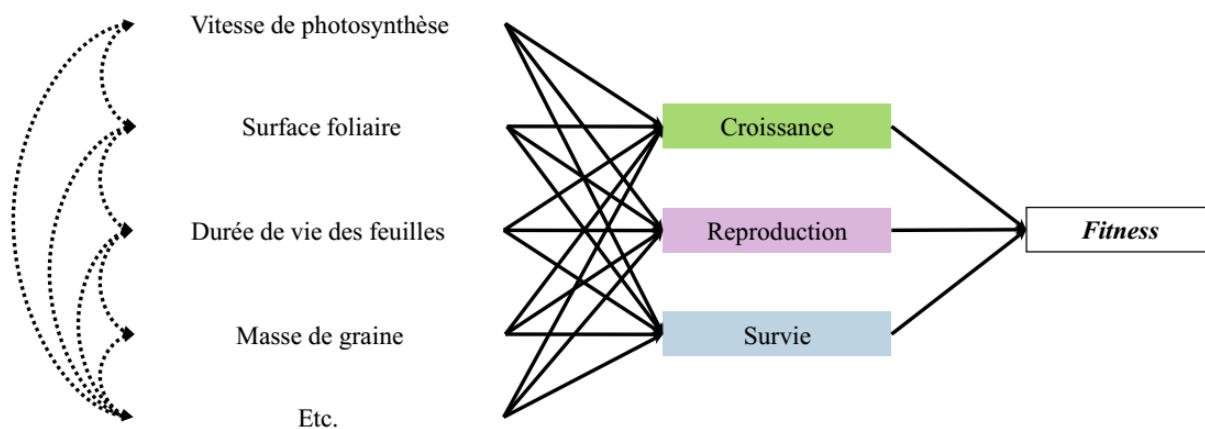 Vitesse de photosynthèse
Surface foliaire
Croissance
Durée de vie des feuilles
Reproduction
Fitness
Masse de graine
Survie
Etc.